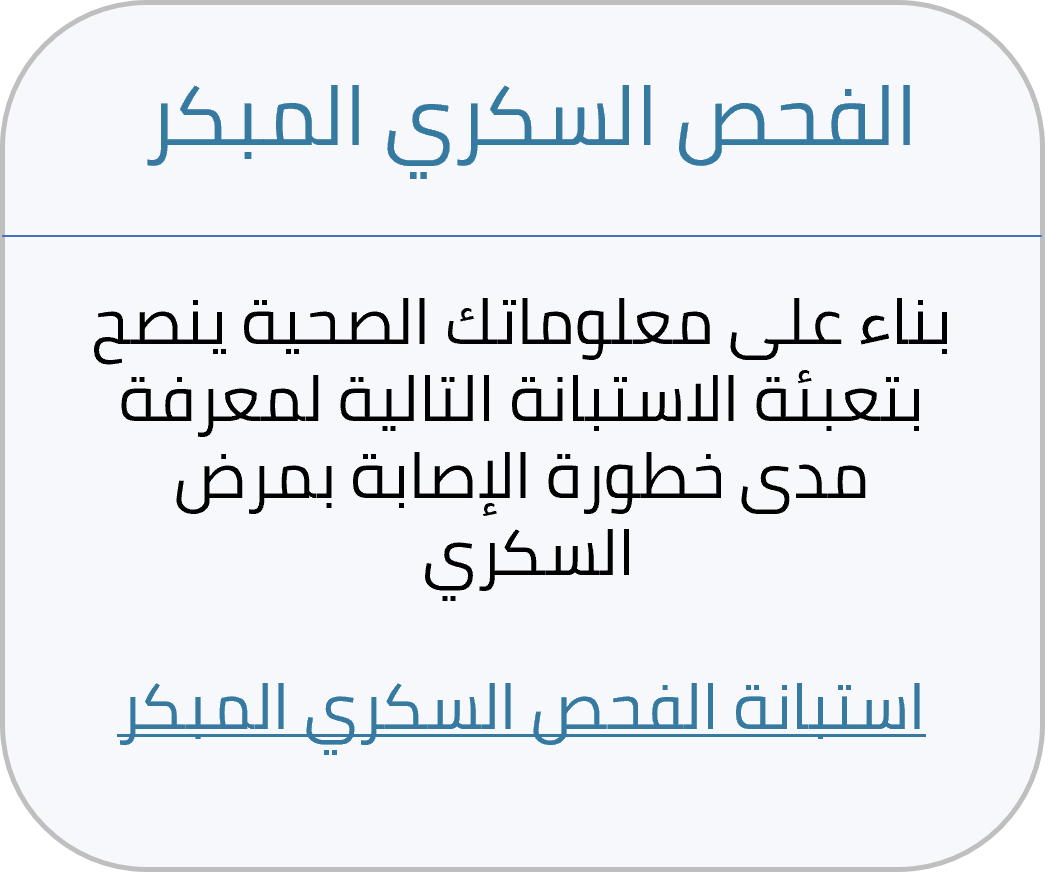 الفحص السكري المبكر
بناء على معلوماتك الصحية ينصح
بتعبئة الاستبانة التالية لمعرفة
مدى خطورة الإصابة بمرض
السكري
استبانة الفحص السكري المبكر